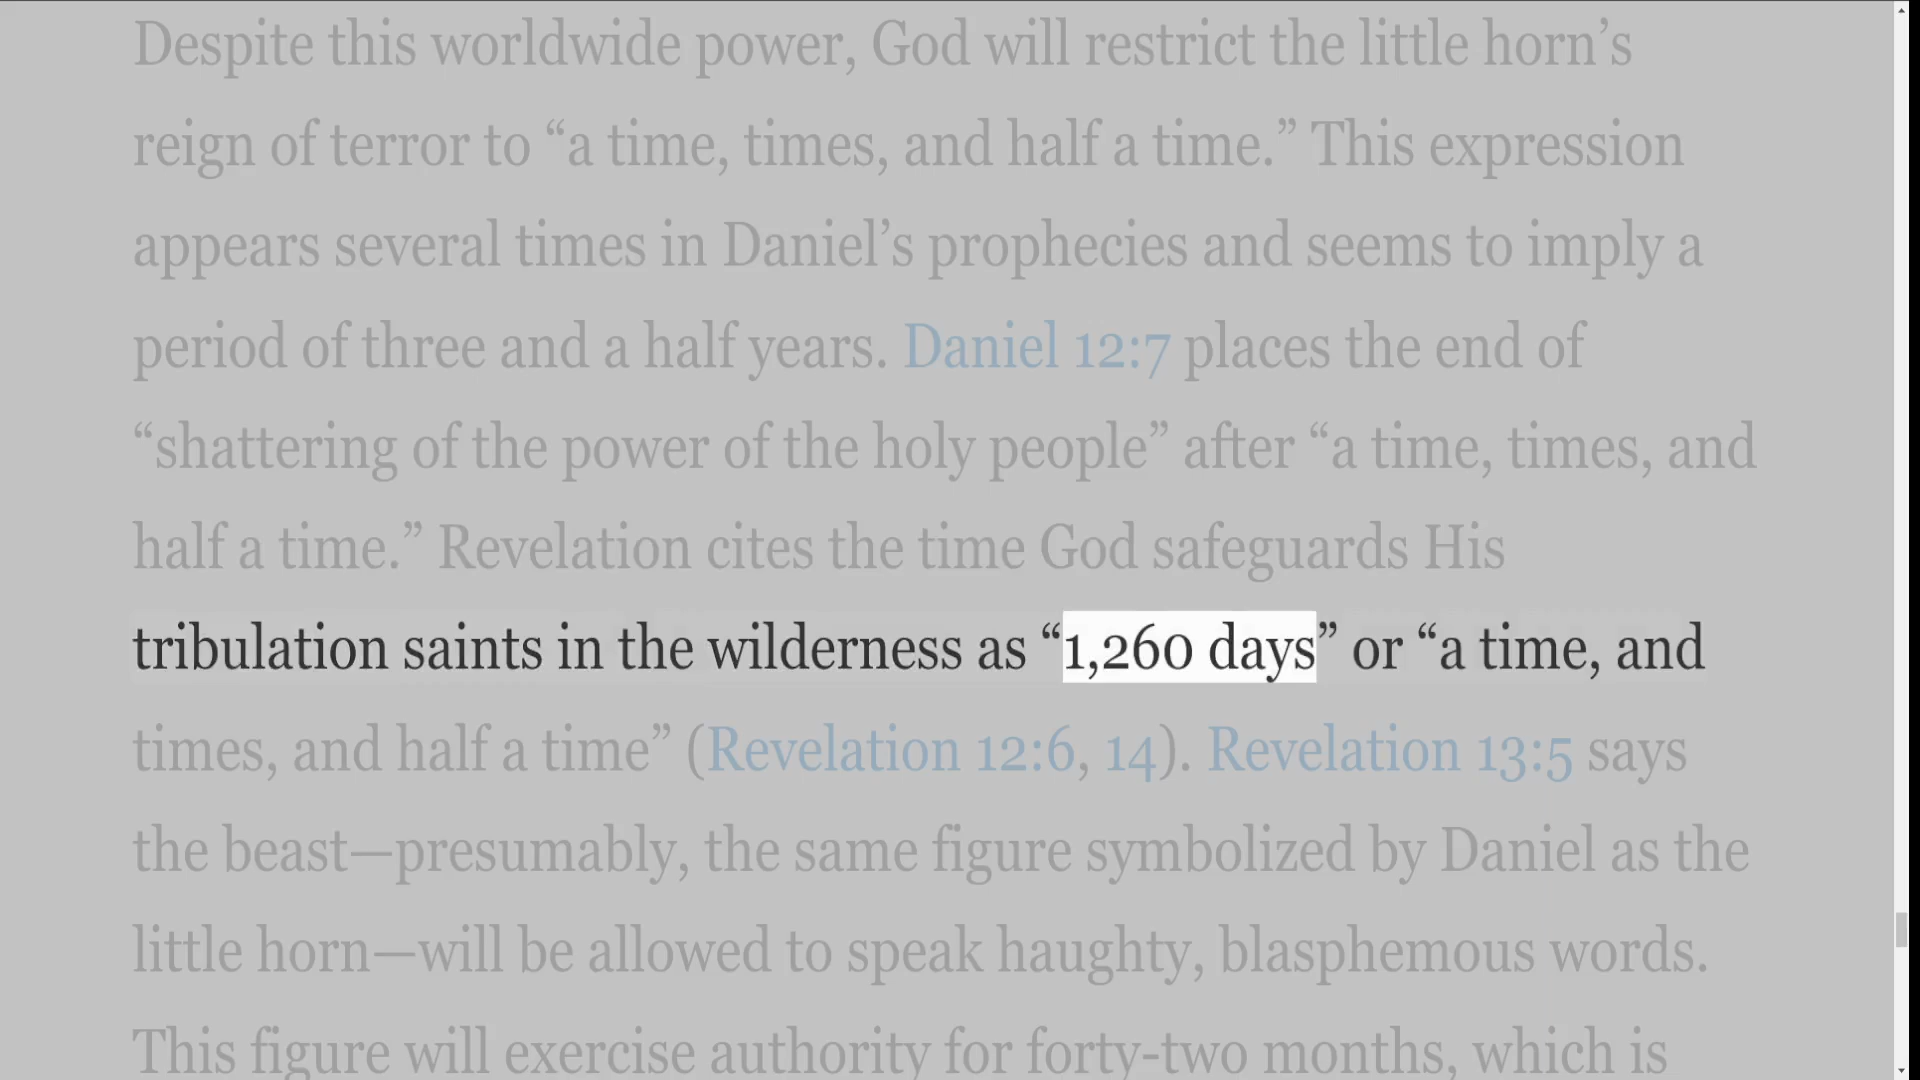 Despite this worldwide power, God will restrict the little horn’s
reign of terror to “a time, times, and half a time.” This expression
appears several times in Daniel’s prophecies and seems to imply a
period of three and a half years. Daniel 12:7 places the end of
“shattering of the power of the holy people” after “a time, times, and
half a time.” Revelation cites the time God safeguards His
tribulation saints in the wilderness as “1,260 days” or “a time, and
times, and half a time” (Revelation 12:6, 14). Revelation 13:5 says
the beast—presumably, the same figure symbolized by Daniel as the
little horn—will be allowed to speak haughty, blasphemous words.
This figure will exercise authority for forty-two months, which is